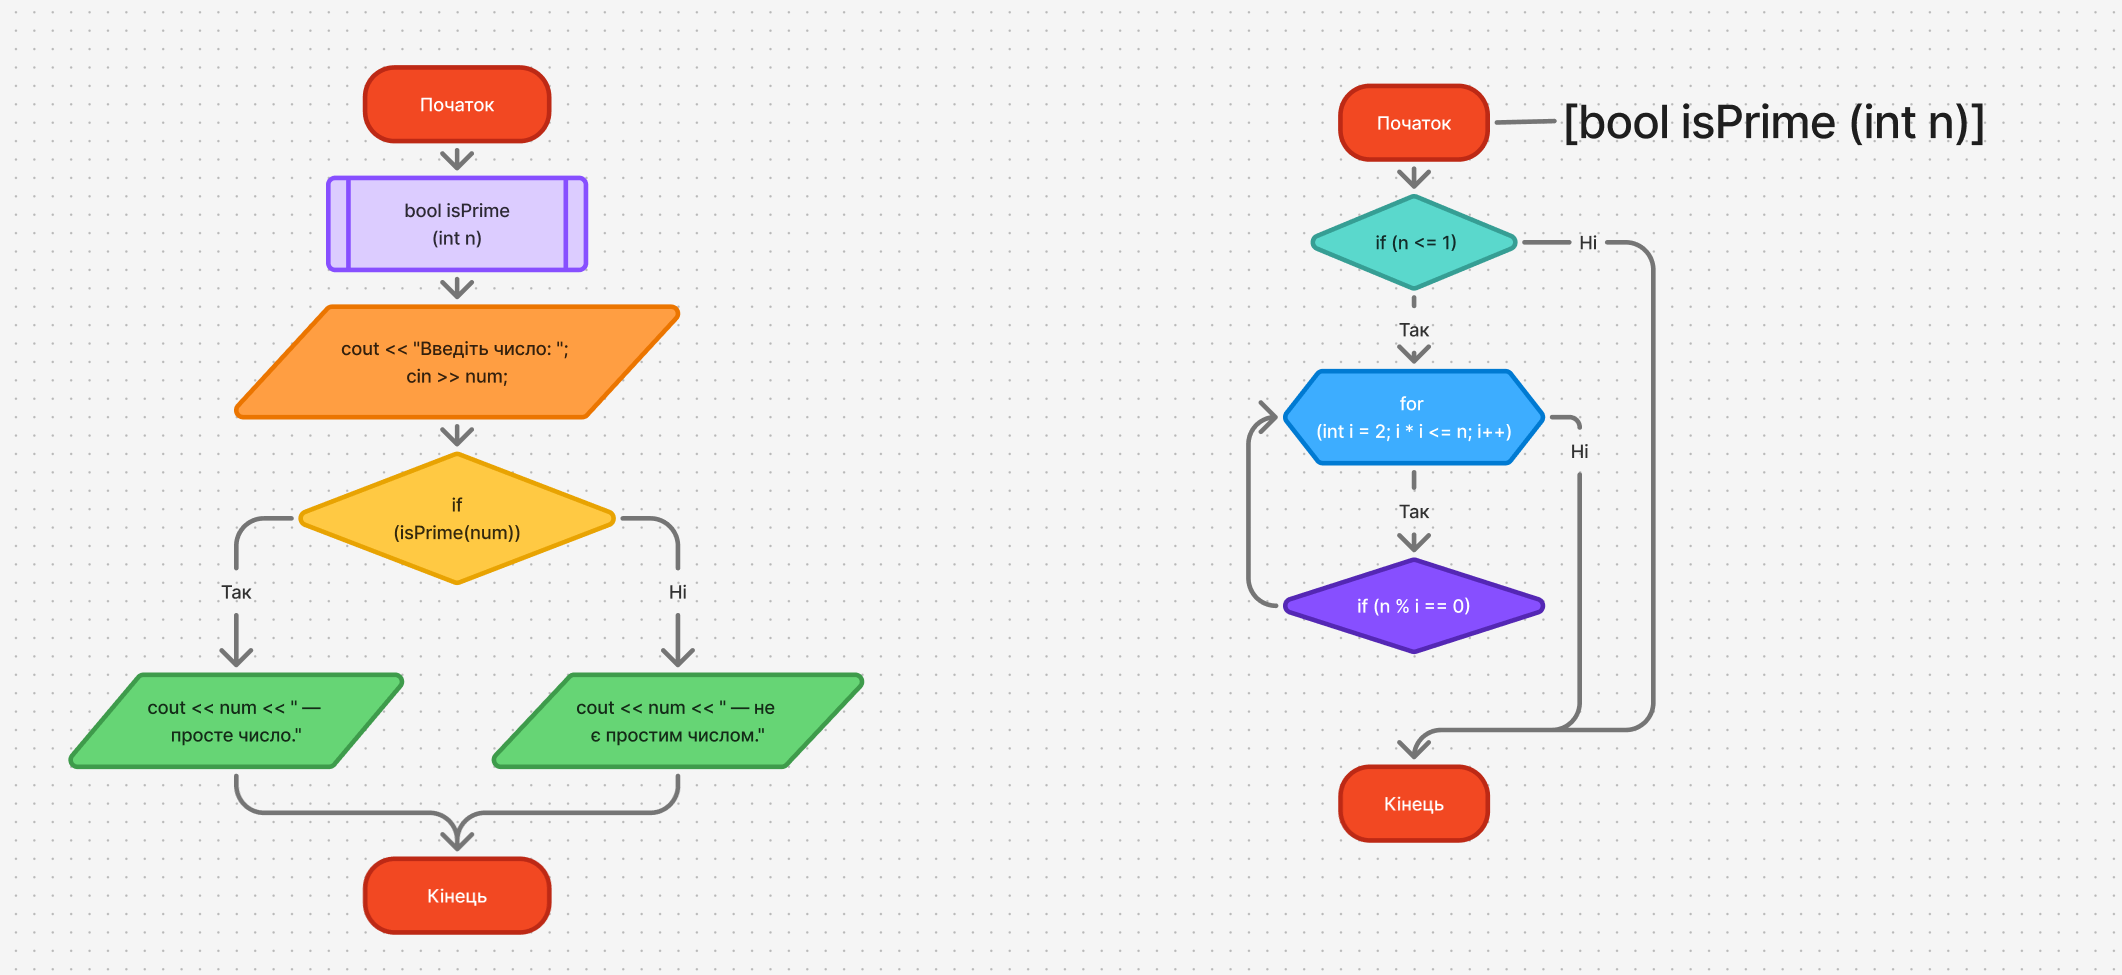 Початок
bool isPrime
(int n)
cout << "Введіть число: ";
cin >> num;
if
(isPrime(num))
Так
Ні
cout << num << " —
просте число."
cout << num << " — не
є простим числом."
Кінець
Початок
[bool isPrime (int n)]
if (n <= 1)
Ні
Так
for
(int i = 2; i * i <= n; i++)
Ні
Так
if (n % i == 0)
Кінець